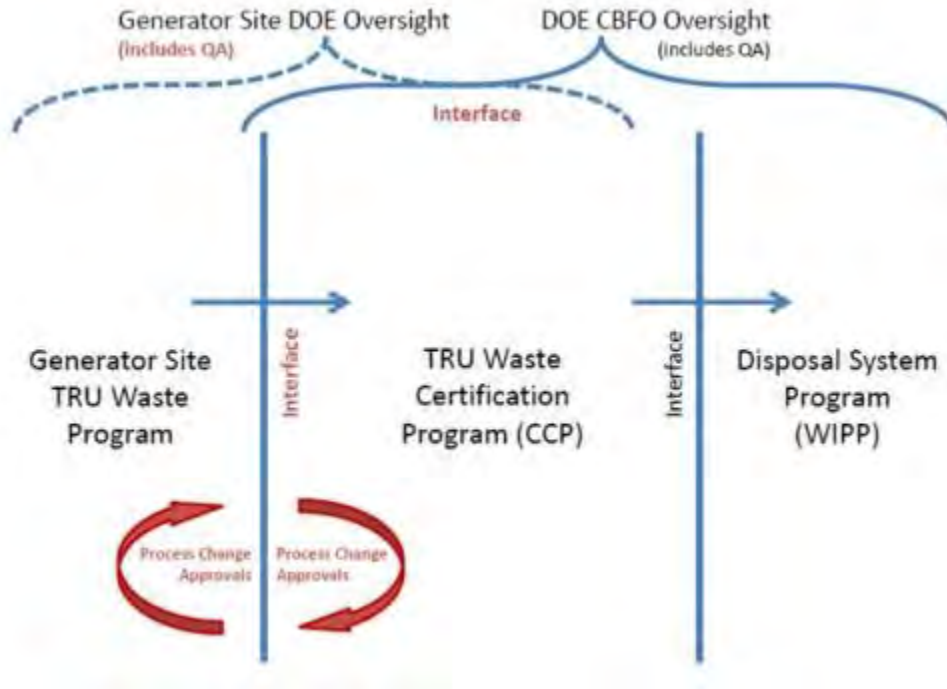 Generator Site DOE Oversight
(includes QA)
DOE CBFO Oversight
(includes QA)
Interface
Generator Site
TRU Waste
Program
Interface
TRU Waste
Certification
Program (CCP)
Interface
Disposal System
Program
(WIPP)
Process Change
Approvals
Process Change
Approvals